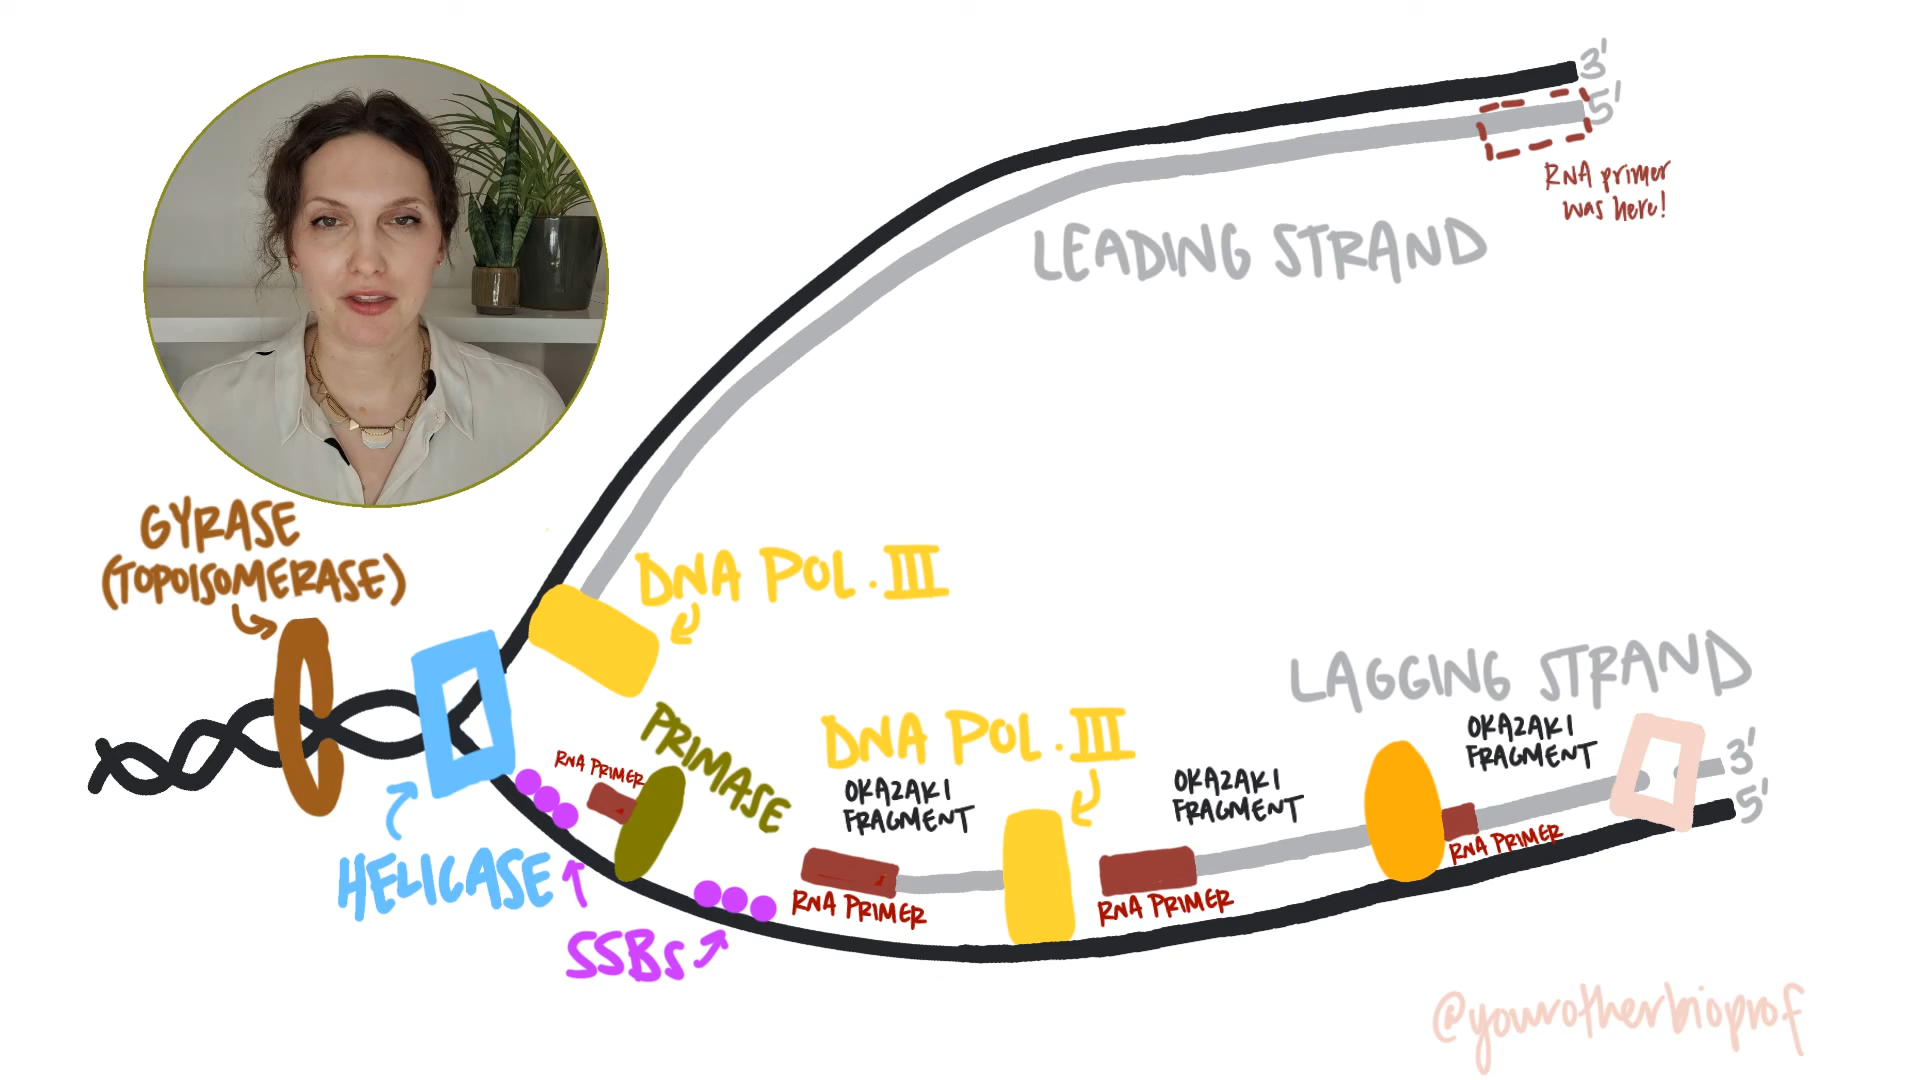 3'
5'
RNA primer
was here!
LEADING STRAND
GYRASE
(TOPOISOMERASE)
DNA POL. III
LAGGING STRAND
PRIMASE
RNA PRIMER
DNA POL. III
OKAZAKI
FRAGMENT
OKAZAKI
FRAGMENT
OKAZAKI
FRAGMENT
3'
5'
HELICASE
RNA PRIMER
RNA PRIMER
RNA PRIMER
SSBs
@yourotherbioprof